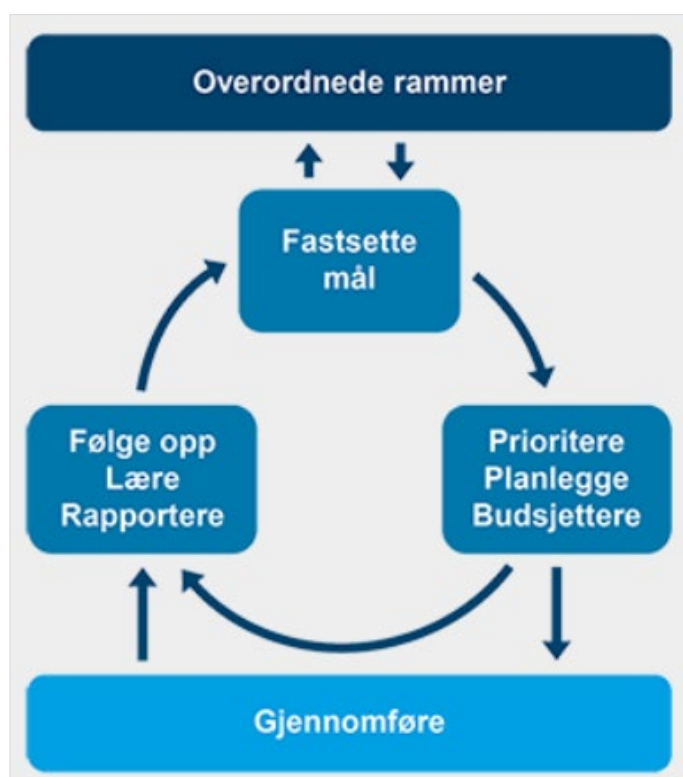 Overordnede rammer
Fastsette
mål
Følge opp
Lære
Rapportere
Prioritere
Planlegge
Budsjettere
Gjennomføre